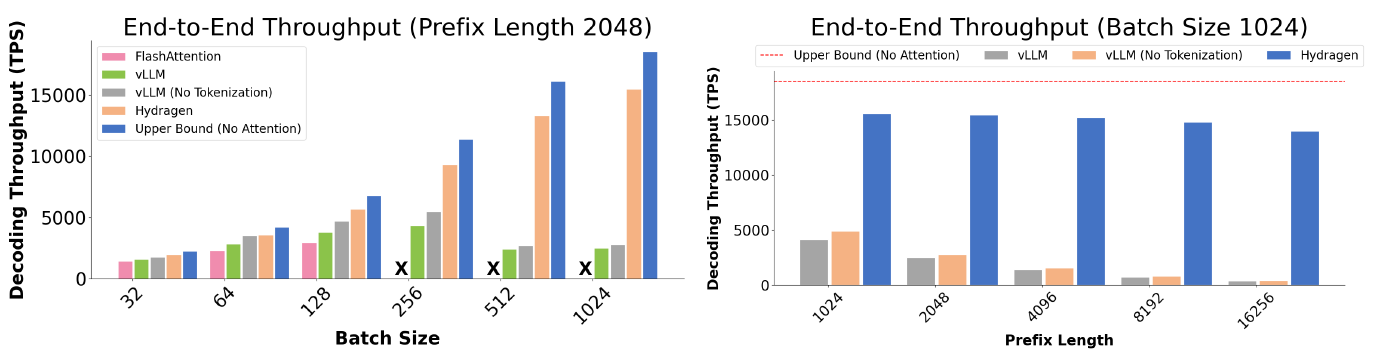 End-to-End Throughput (Prefix Length 2048)
Decoding Throughput (TPS)
FlashAttention
vLLM
vLLM (No Tokenization)
Hydragen
Upper Bound (No Attention)
15000
10000
5000
0
X X X
32 64 128 256 512 1024
Batch Size
End-to-End Throughput (Batch Size 1024)
Upper Bound (No Attention) vLLM vLLM (No Tokenization) Hydragen
Decoding Throughput (TPS)
15000
10000
5000
0
1024 2048 4096 8192 16256
Prefix Length